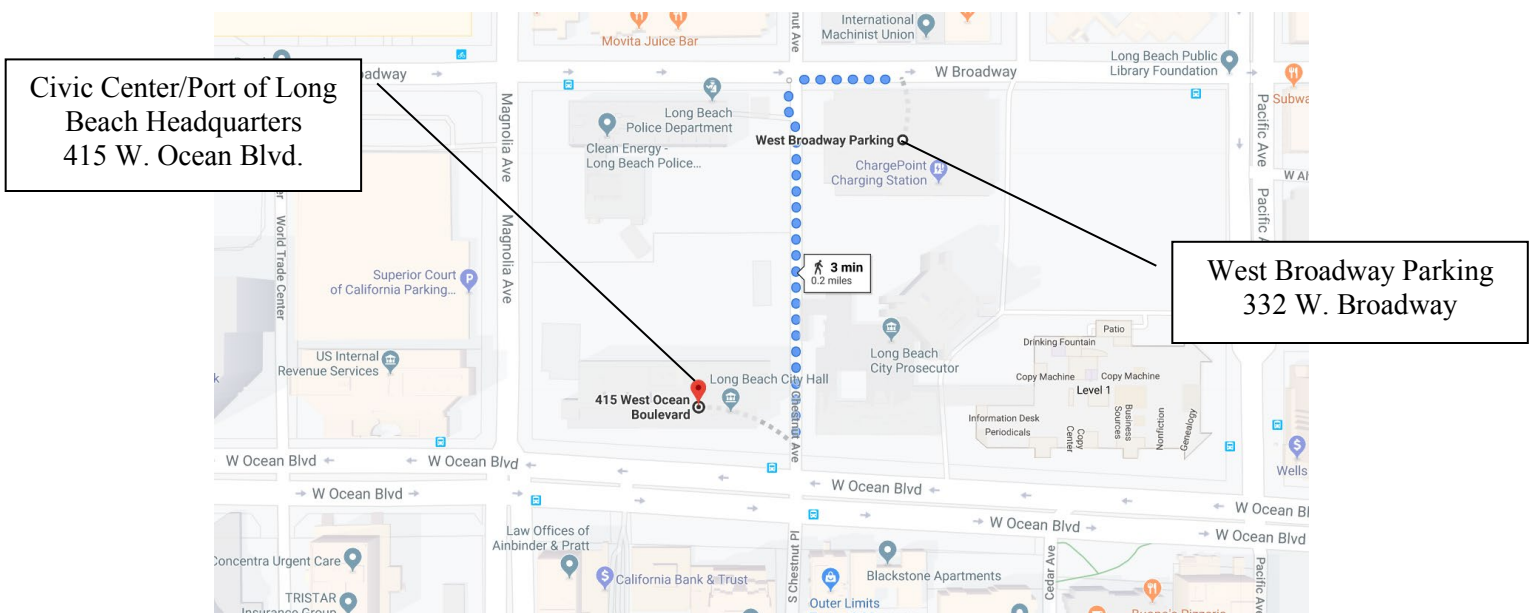 Civic Center/Port of Long
Beach Headquarters
415 W. Ocean Blvd.
West Broadway Parking
332 W. Broadway
Movita Juice Bar
nut Ave
International
Machinist Union
Long Beach Public
Library Foundation
Subwa
oadway
W Broadway
Magnolia Ave
Magnolia Ave
Long Beach
Police Department
Clean Energy -
Long Beach Police...
West Broadway Parking
ChargePoint
Charging Station
Pacific Ave
Pacific A
W Al
World Trade Center
Superior Court
of California Parking...
3 min
0.2 miles
US Internal
Revenue Services
Long Beach
City Prosecutor
Long Beach City Hall
415 West Ocean
Boulevard
Chestnut Ave
Patio
Drinking Fountain
Copy Machine
Copy Machine
Level 1
Information Desk
Periodicals
Copy
Center
Business
Sources
Nonfiction
Genealogy
Wells
W Ocean Blvd
W Ocean Blvd
W Ocean Blvd
W Ocean Bl
W Ocean Blvd
W Ocean Blvd
W Ocean Blvd
Law Offices of
Ainbinder & Pratt
Concentra Urgent Care
California Bank & Trust
S Chestnut Pl
Blackstone Apartments
Cedar Ave
Pacific Ave
TRISTAR
Insurance Group
Outer Limits